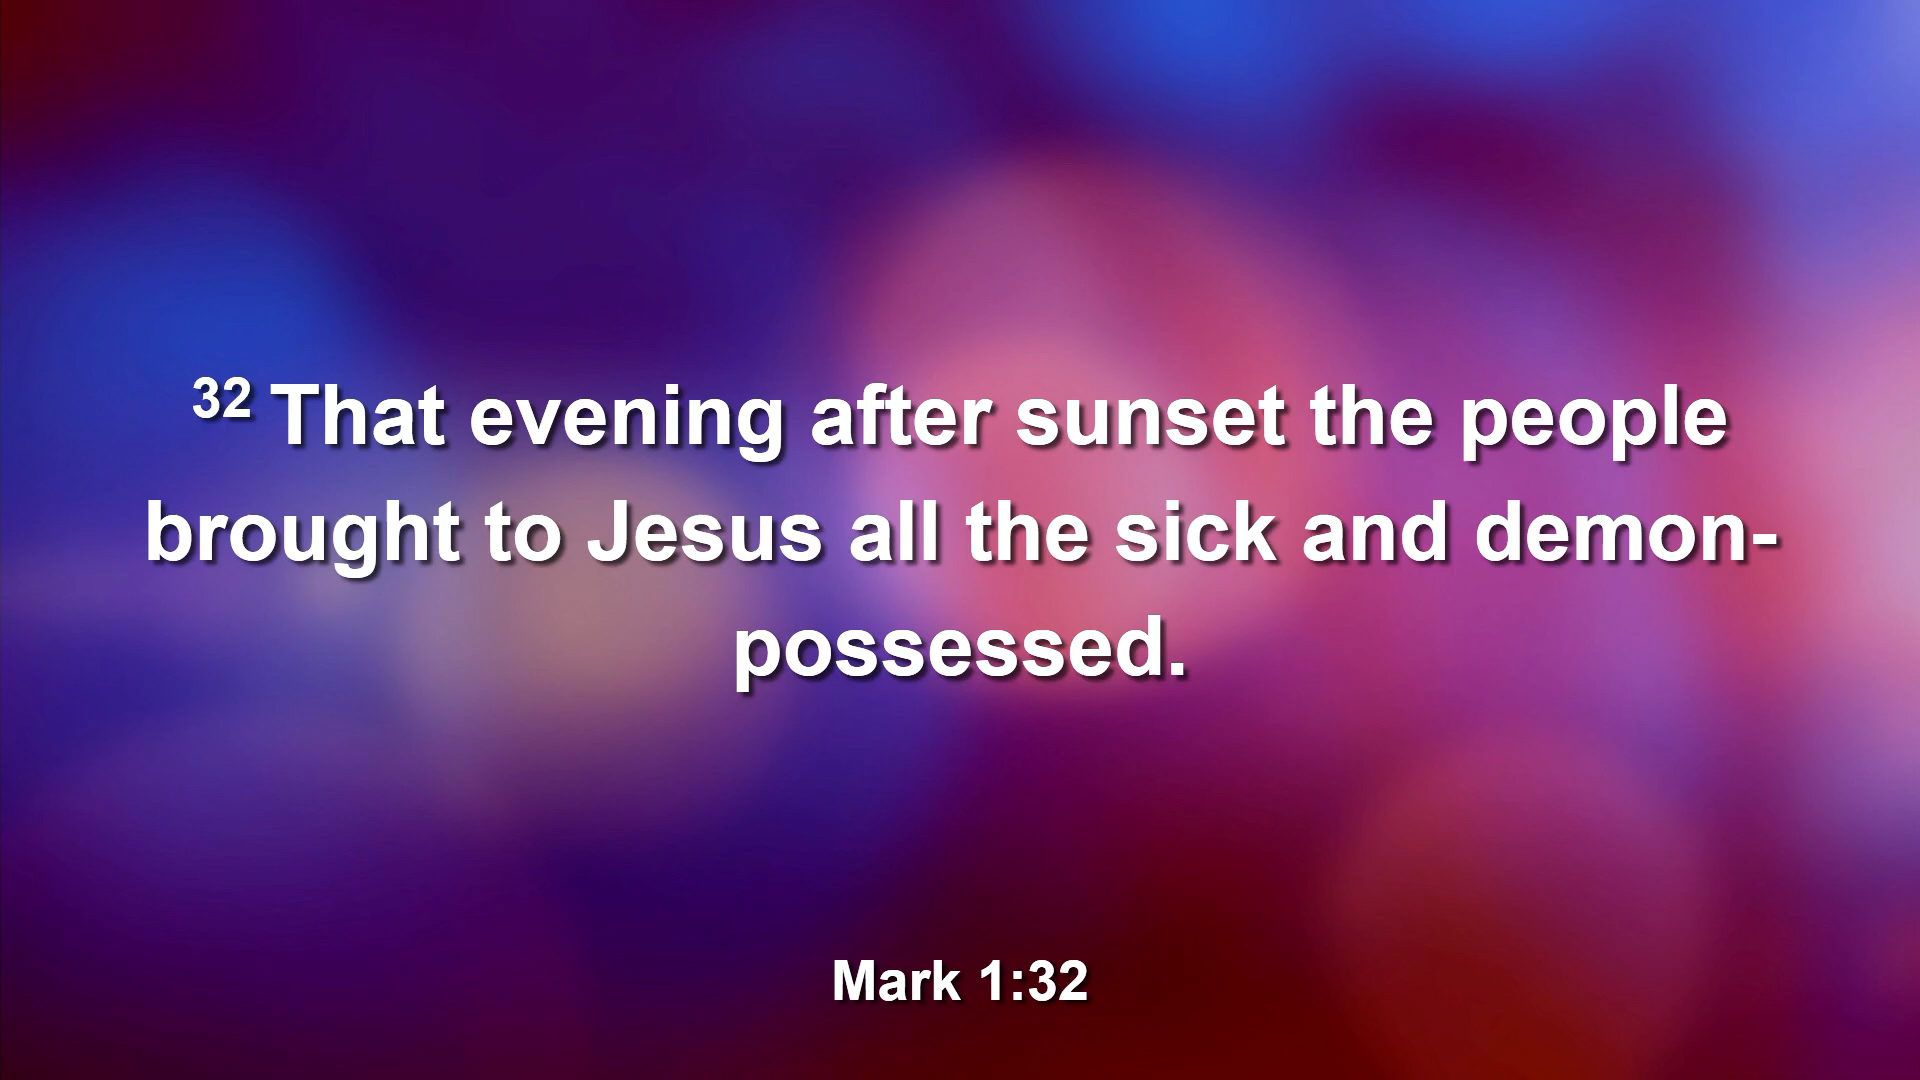 32 That evening after sunset the people
brought to Jesus all the sick and demon-
possessed.
Mark 1:32